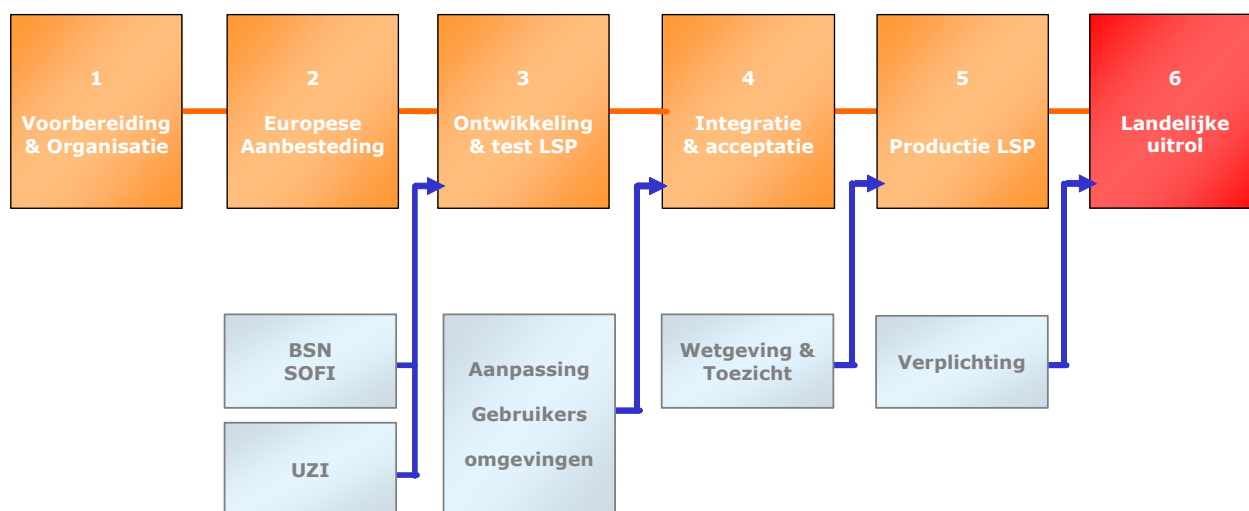 1
Voorbereiding
& Organisatie
2
Europese
Aanbesteding
3
Ontwikkeling
& test LSP
4
Integratie
& acceptatie
5
Productie LSP
6
Landelijke
uitrol
BSN
SOFI
UZI
Aanpassing
Gebruikers
omgevingen
Wetgeving &
Toezicht
Verplichting